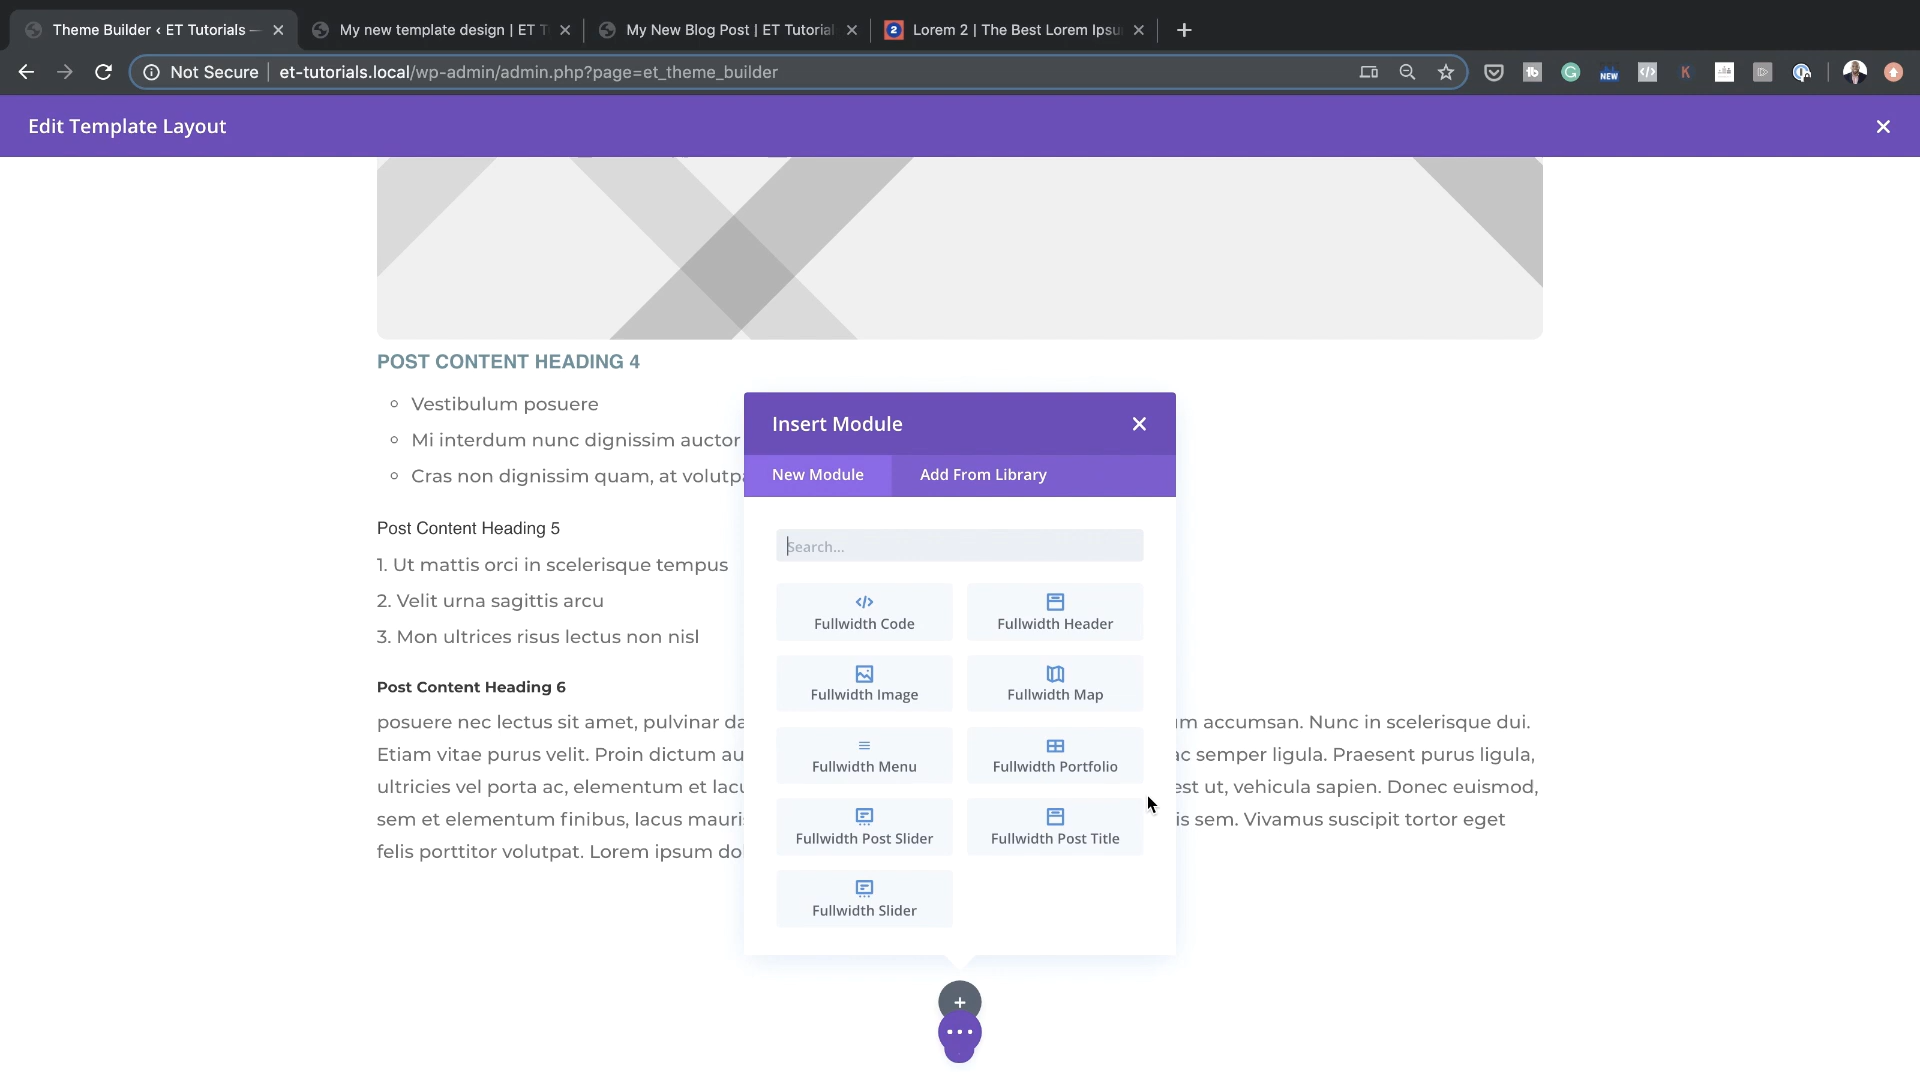 Theme Builder ‹ ET Tutorials —
My new template design | ET T
My New Blog Post | ET Tutorial
2
Lorem 2 | The Best Lorem Ipsu
Not Secure
et-tutorials.local/wp-admin/admin.php?page=et_theme_builder
NEW
Edit Template Layout
POST CONTENT HEADING 4
Vestibulum posuere
Mi interdum nunc dignissim auctor
Cras non dignissim quam, at volutpa
Post Content Heading 5
1. Ut mattis orci in scelerisque tempus
2. Velit urna sagittis arcu
3. Mon ultrices risus lectus non nisl
Post Content Heading 6
posuere nec lectus sit amet, pulvinar da
Etiam vitae purus velit. Proin dictum au
ultricies vel porta ac, elementum et lacu
sem et elementum finibus, lacus mauri
felis porttitor volutpat. Lorem ipsum do
m accumsan. Nunc in scelerisque dui.
ac semper ligula. Praesent purus ligula,
est ut, vehicula sapien. Donec euismod,
is sem. Vivamus suscipit tortor eget
Insert Module
New Module
Add From Library
Search...
Fullwidth Code
Fullwidth Header
Fullwidth Image
Fullwidth Map
Fullwidth Menu
Fullwidth Portfolio
Fullwidth Post Slider
Fullwidth Post Title
Fullwidth Slider